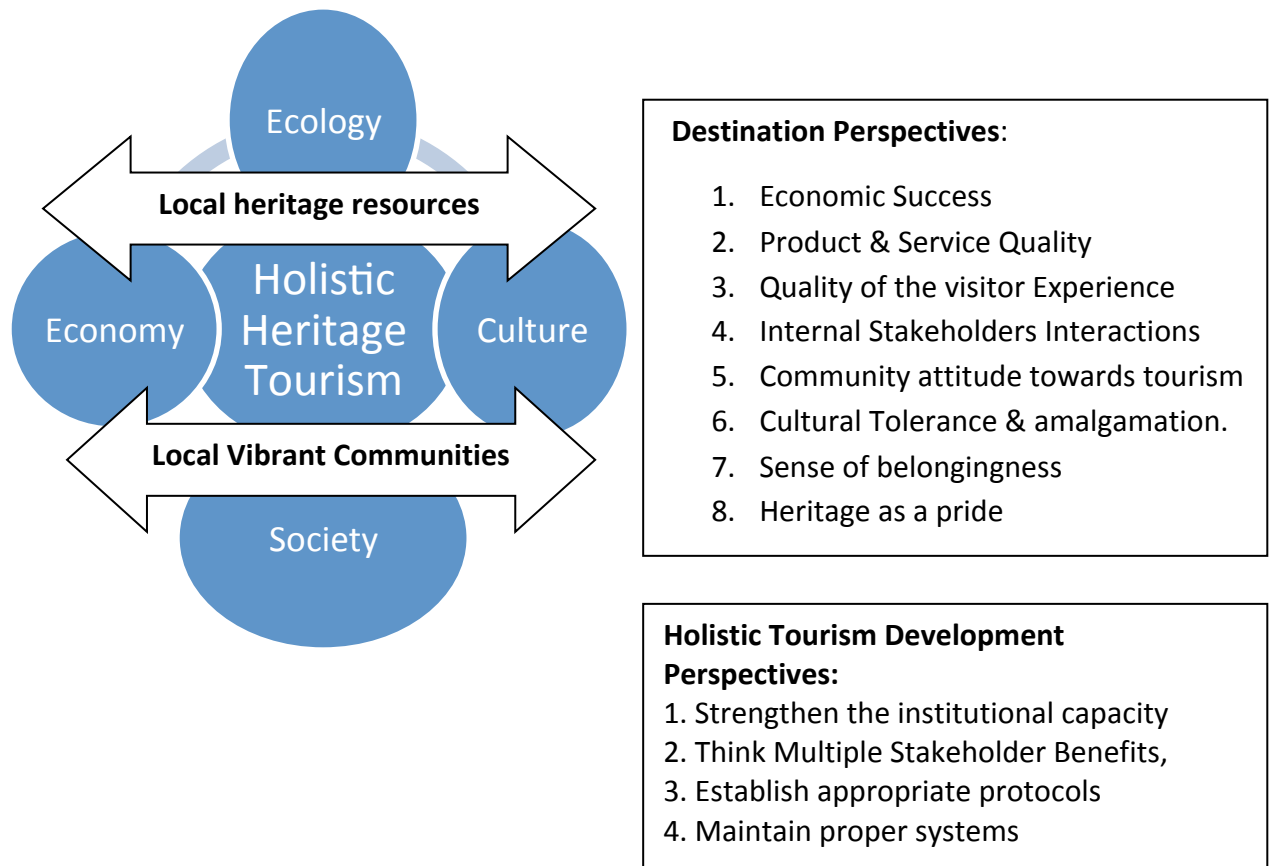 Ecology
Local heritage resources
Economy
Holistic
Heritage
Tourism
Culture
Local Vibrant Communities
Society
Destination Perspectives:
1. Economic Success
2. Product & Service Quality
3. Quality of the visitor Experience
4. Internal Stakeholders Interactions
5. Community attitude towards tourism
6. Cultural Tolerance & amalgamation.
7. Sense of belongingness
8. Heritage as a pride
Holistic Tourism Development
Perspectives:
1. Strengthen the institutional capacity
2. Think Multiple Stakeholder Benefits,
3. Establish appropriate protocols
4. Maintain proper systems